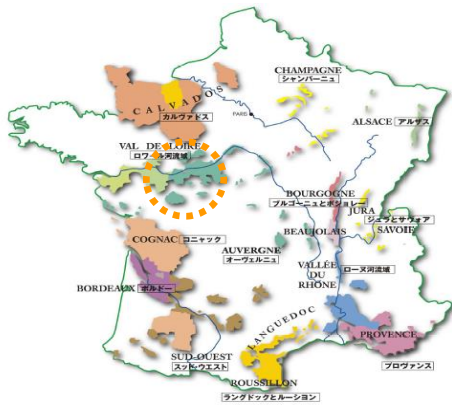 CHAMPAGNE
シャンパーニュ
CALVADOS
カルヴァドス
PARIS
ALSACE アルザス
VAL DE LOIRE
ロワール河流域
BOURGOGNE
ブルゴーニュとボジョレー
JURA
ジュラとサヴォア
SAVOIE
BEAUJOLAIS
COGNAC コニャック
AUVERGNE
オーヴェルニュ
VALLÉE
DU
RHÔNE
ローヌ河流域
BORDEAUX ボルドー
LANGUEDOC
PROVENCE
プロヴァンス
SUD-OUEST
スッド・ウエスト
ROUSSILLON
ラングドックとルーション